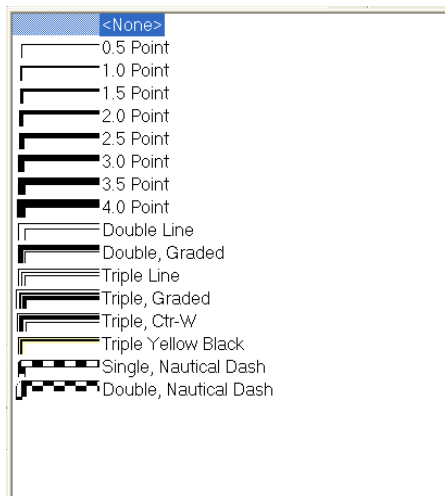 <None>
0.5 Point
1.0 Point
1.5 Point
2.0 Point
2.5 Point
3.0 Point
3.5 Point
4.0 Point
Double Line
Double, Graded
Triple Line
Triple, Graded
Triple, Ctr-W
Triple Yellow Black
Single, Nautical Dash
Double, Nautical Dash